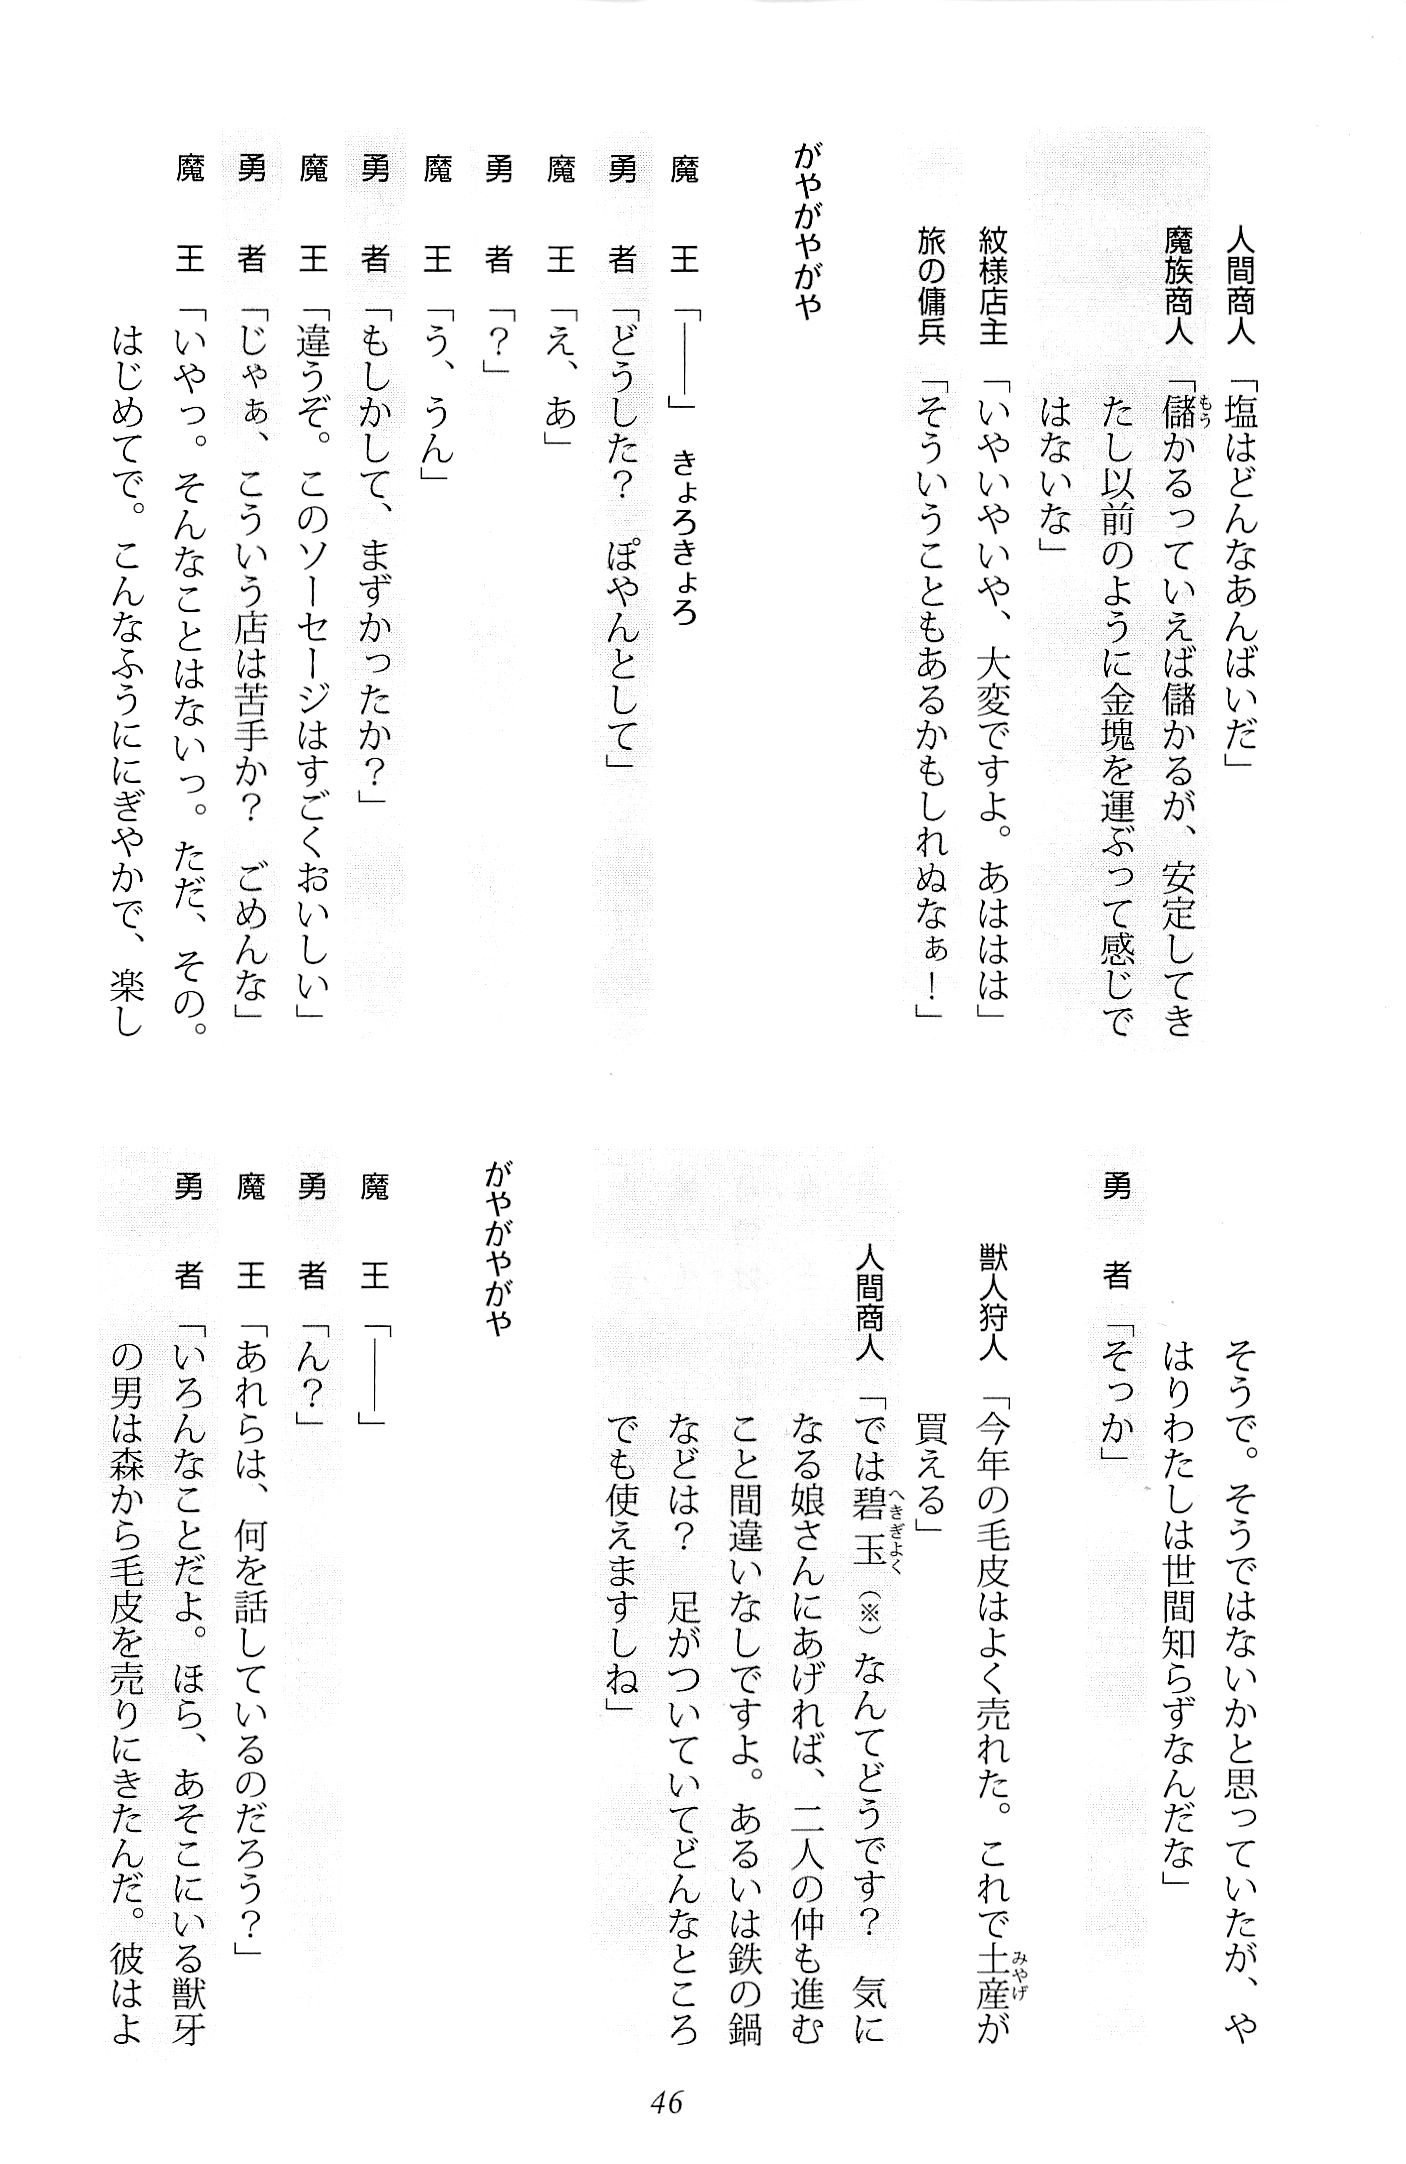 人間商人「塩はどんなあんばいだ」
魔族商人「儲かるっていえば儲かるが、安定してき
たし以前のように金塊を運ぶって感じで
はないな」
紋様店主「いやいやいや、大変ですよ。あははは」
旅の傭兵「そういうこともあるかもしれぬなぁ！」
がやがやがや
魔王「――」きょろきょろ
勇者「どうした？　ぽやんとして」
魔王「え、あ」
勇者「？」
魔王「う、うん」
勇者「もしかして、まずかったか？」
魔王「違うぞ。このソーセージはすごくおいしい」
勇者「じゃぁ、こういう店は苦手か？　ごめんな」
魔王「いやっ。そんなことはないっ。ただ、その。
はじめてで。こんなふうににぎやかで、楽し
そうで。そうではないかと思っていたが、や
はりわたしは世間知らずなんだな」
勇者「そっか」
獣人狩人「今年の毛皮はよく売れた。これで土産が
買える」
人間商人「では碧玉（※）なんてどうです？　気に
なる娘さんにあげれば、二人の仲も進む
こと間違いなしですよ。あるいは鉄の鍋
などは？　足がついていてどんなところ
でも使えますしね」
がやがやがや
魔王「――」
勇者「ん？」
魔王「あれらは、何を話しているのだろう？」
勇者「いろんなことだよ。ほら、あそこにいる獣牙
の男は森から毛皮を売りにきたんだ。彼はよ
46